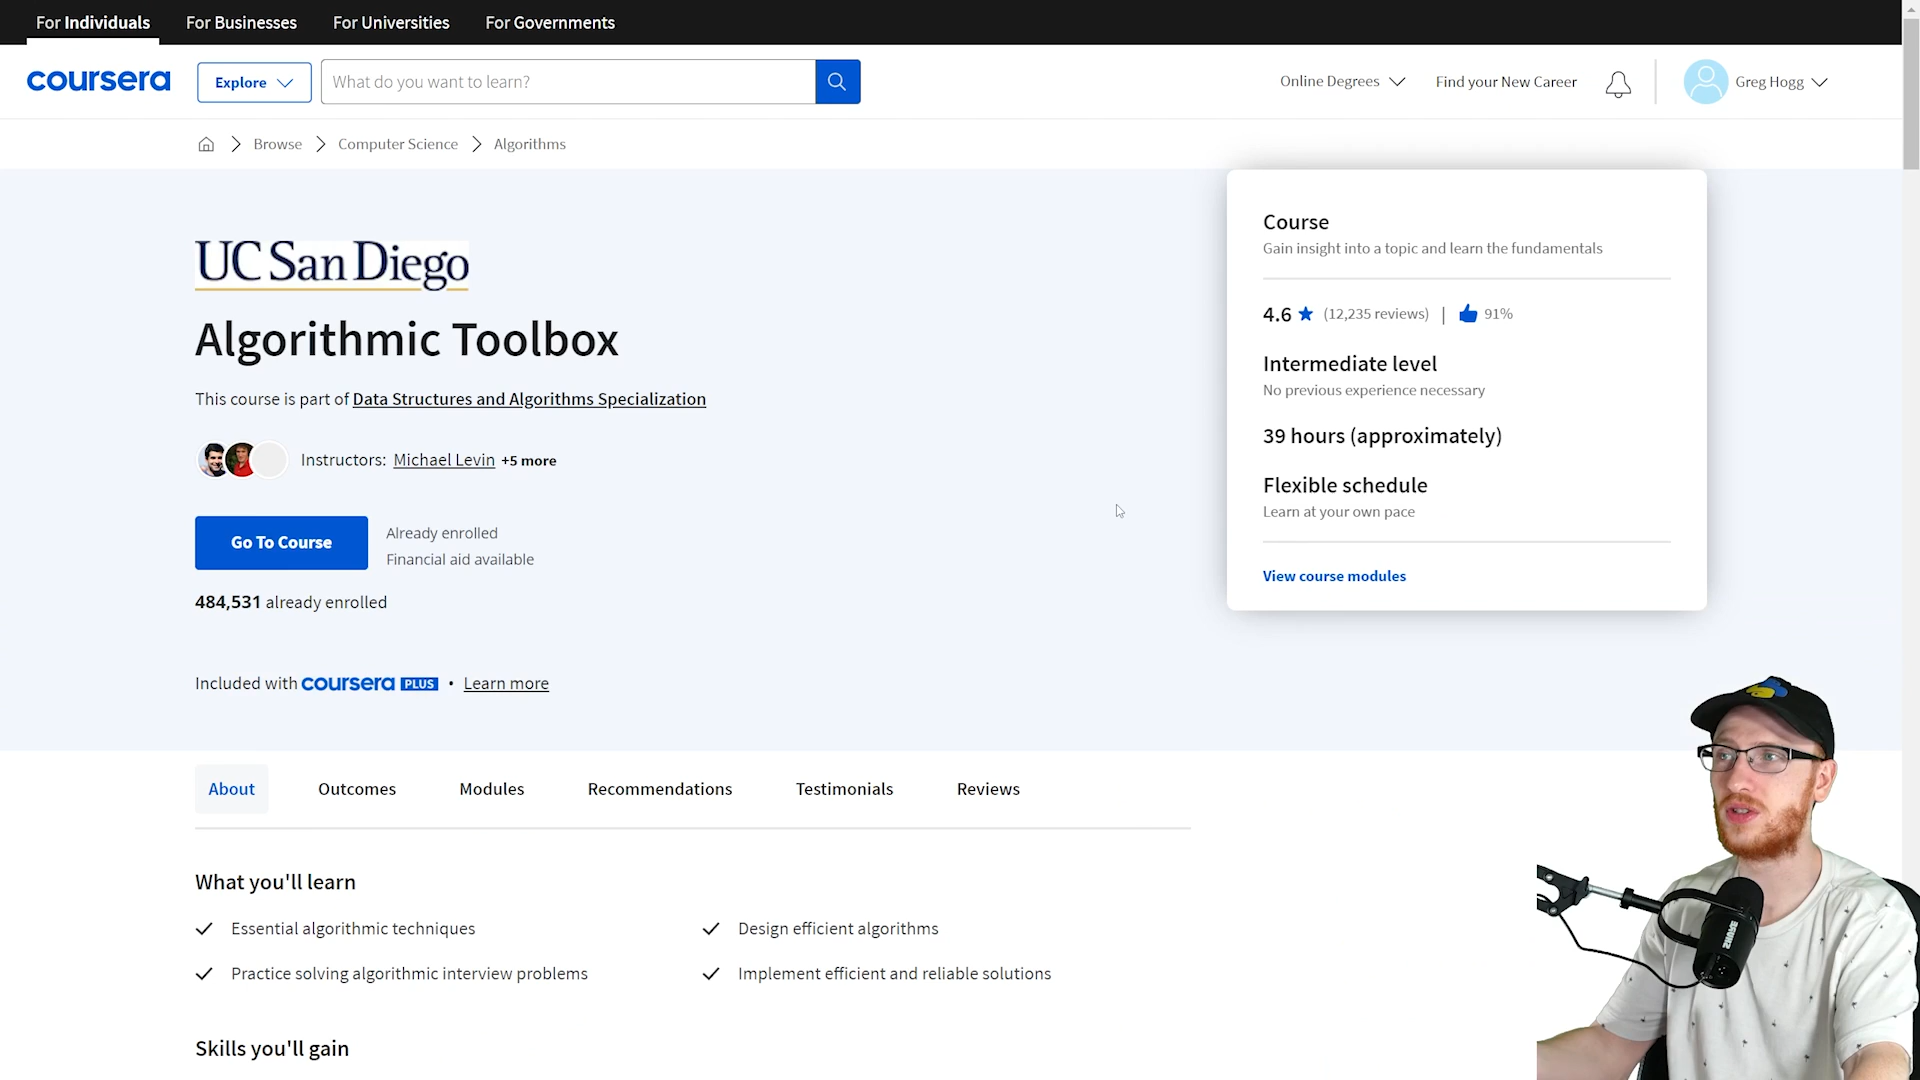 For Individuals
For Businesses
For Universities
For Governments
coursera
Explore
What do you want to learn?
Online Degrees
Find your New Career
Greg Hogg
Browse
Computer Science
Algorithms
UC San Diego
Algorithmic Toolbox
This course is part of Data Structures and Algorithms Specialization
Instructors: Michael Levin +5 more
Go To Course
Already enrolled
Financial aid available
484,531 already enrolled
Included with coursera PLUS • Learn more
Course
Gain insight into a topic and learn the fundamentals
4.6 (12,235 reviews) | 91%
Intermediate level
No previous experience necessary
39 hours (approximately)
Flexible schedule
Learn at your own pace
View course modules
About
Outcomes
Modules
Recommendations
Testimonials
Reviews
What you'll learn
Essential algorithmic techniques
Design efficient algorithms
Practice solving algorithmic interview problems
Implement efficient and reliable solutions
Skills you'll gain
SHURE